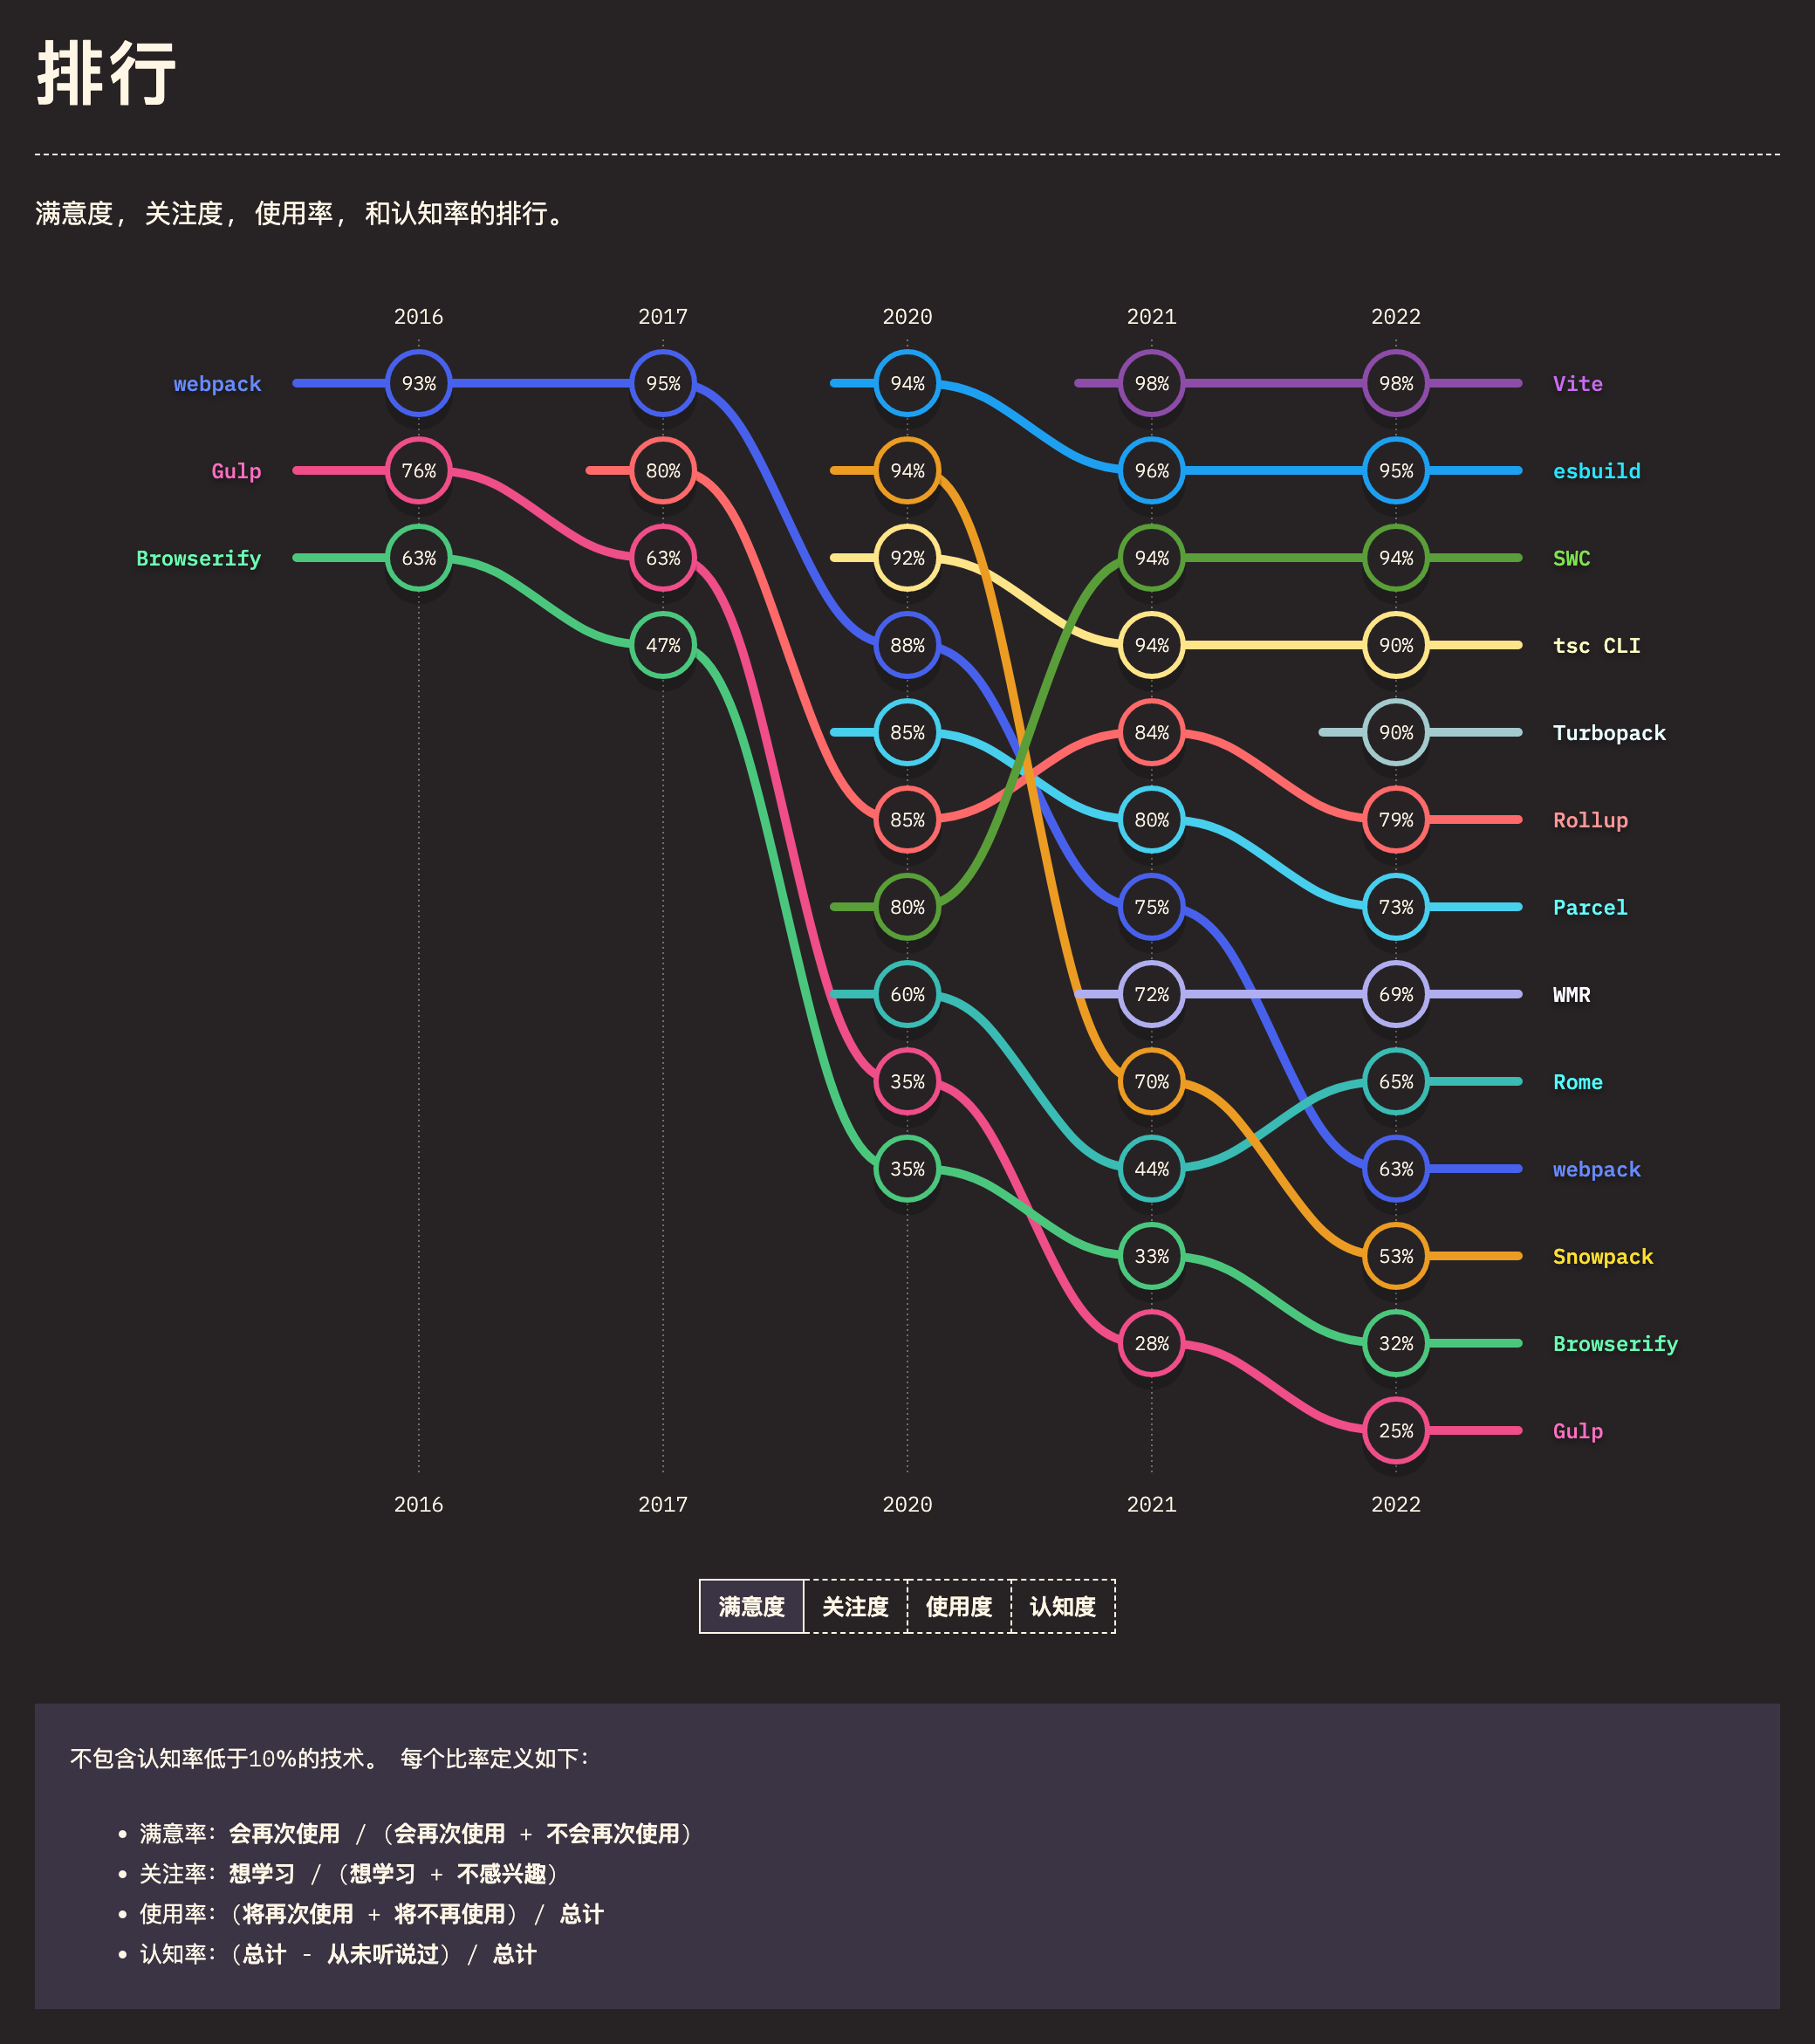 排行
满意度, 关注度, 使用率, 和认知率的排行。
2016 2017 2020 2021 2022
webpack 93% 95% 94% 98% 98% Vite
Gulp 76% 80% 94% 96% 95% esbuild
Browserify 63% 63% 92% 94% 94% SWC
47% 88% 94% 90% tsc CLI
85% 84% 90% Turbopack
85% 80% 79% Rollup
80% 75% 73% Parcel
60% 72% 69% WMR
35% 70% 65% Rome
35% 44% 63% webpack
33% 53% Snowpack
28% 32% Browserify
25% Gulp
2016 2017 2020 2021 2022
满意度 关注度 使用度 认知度
不包含认知率低于10%的技术。 每个比率定义如下:
• 满意率: 会再次使用 / (会再次使用 + 不会再次使用)
• 关注率: 想学习 / (想学习 + 不感兴趣)
• 使用率: (将再次使用 + 将不再使用) / 总计
• 认知率: (总计 - 从未听说过) / 总计